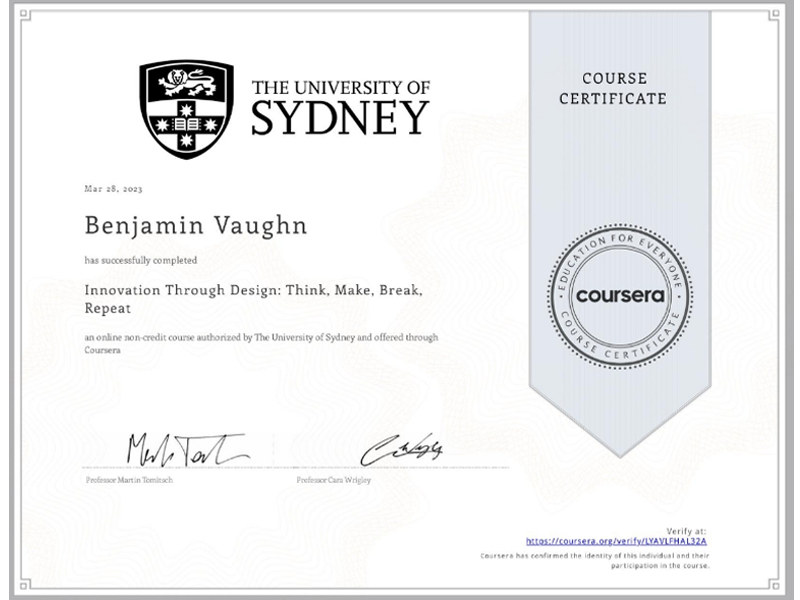 THE UNIVERSITY OF
SYDNEY
COURSE
CERTIFICATE
Mar 28, 2023
Benjamin Vaughn
has successfully completed
Innovation Through Design: Think, Make, Break,
Repeat
an online non-credit course authorized by The University of Sydney and offered through
Coursera
EDUCATION FOR EVERYONE
coursera
COURSE CERTIFICATE
Professor Martin Tomitsch
Professor Cara Wrigley
Verify at:
https://coursera.org/verify/LYAVLFHAL32A
Coursera has confirmed the identity of this individual and their
participation in the course.